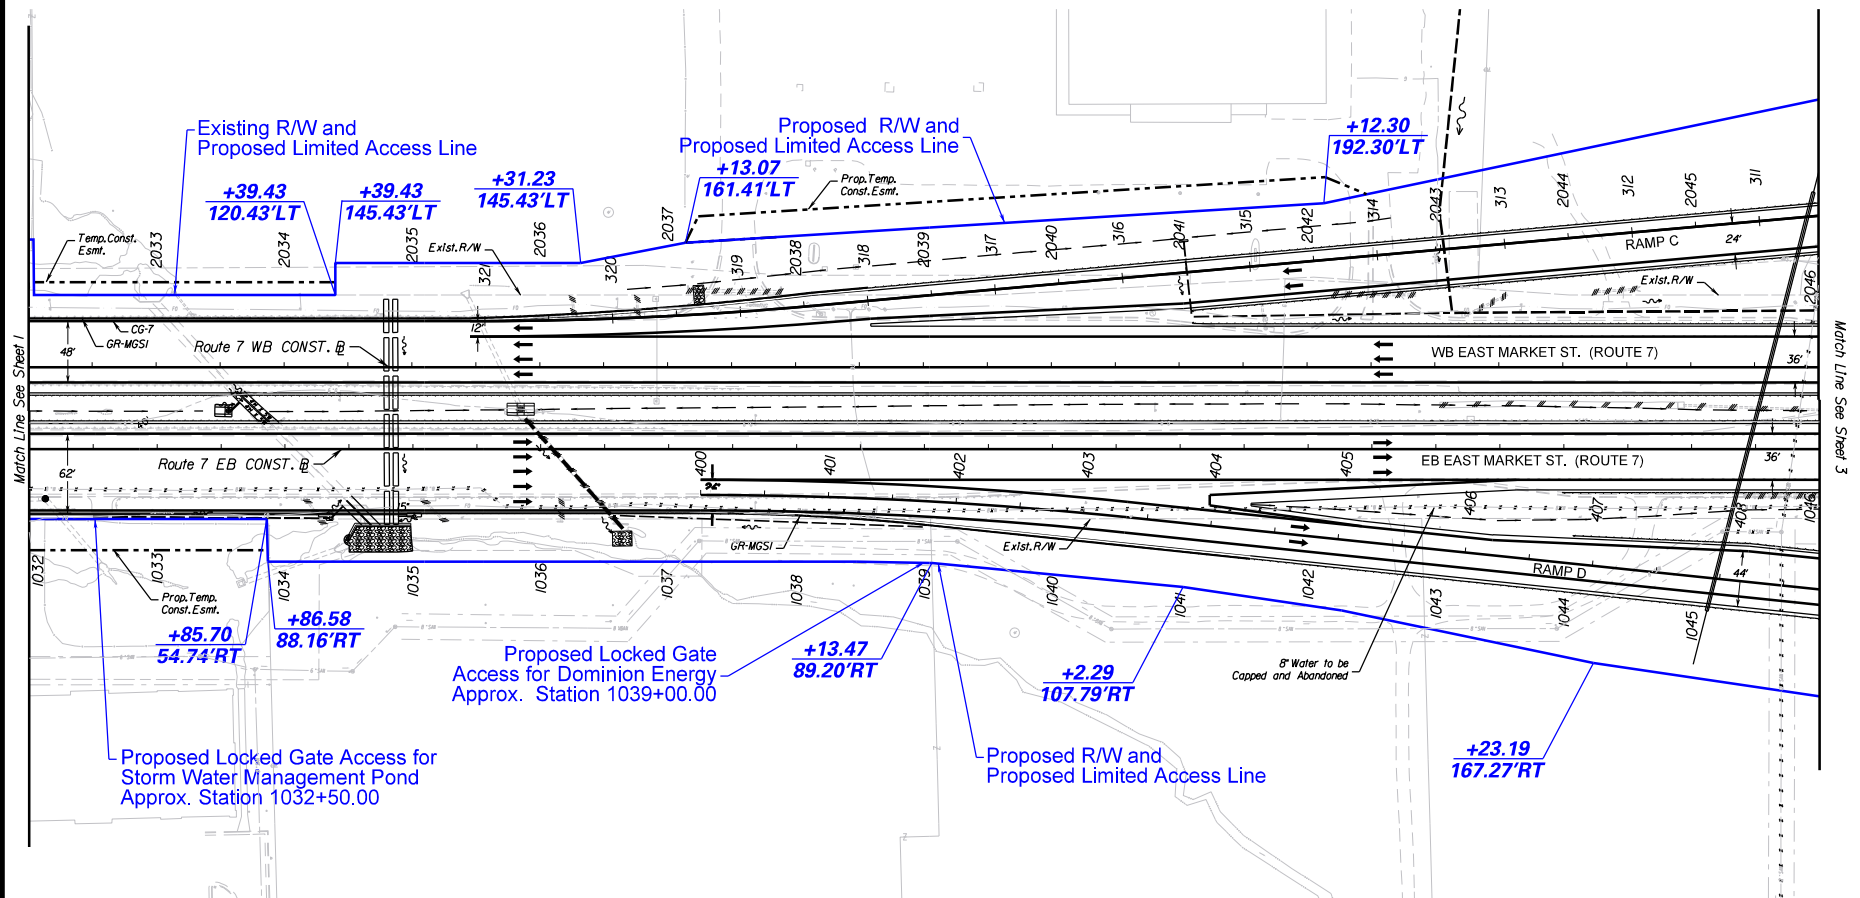 Existing R/W and
Proposed Limited Access Line
+39.43
120.43'LT
+39.43
145.43'LT
+31.23
145.43'LT
Proposed R/W and
Proposed Limited Access Line
+13.07
161.41'LT
+12.30
192.30'LT
Prop.Temp.
Const.Esmt.
Temp.Const.
Esmt.
Exist.R/W
2033
2034
2035
2036
2037
2038
2039
2040
2041
2042
2043
2044
2045
2046
321
320
319
318
317
316
315
314
313
312
311
RAMP C
24'
Exist.R/W
CG-7
GR-MGS1
48'
12'
Route 7 WB CONST. BL
WB EAST MARKET ST. (ROUTE 7)
36'
Match Line See Sheet 1
Match Line See Sheet 3
Route 7 EB CONST. BL
62'
EB EAST MARKET ST. (ROUTE 7)
36'
400
401
402
403
404
405
406
407
408
GR-MGS1
Exist.R/W
RAMP D
44'
1032
1033
1034
1035
1036
1037
1038
1039
1040
1041
1042
1043
1044
1045
1046
Prop.Temp.
Const.Esmt.
+85.70
54.74'RT
+86.58
88.16'RT
Proposed Locked Gate
Access for Dominion Energy
Approx. Station 1039+00.00
+13.47
89.20'RT
+2.29
107.79'RT
8" Water to be
Capped and Abandoned
+23.19
167.27'RT
Proposed Locked Gate Access for
Storm Water Management Pond
Approx. Station 1032+50.00
Proposed R/W and
Proposed Limited Access Line